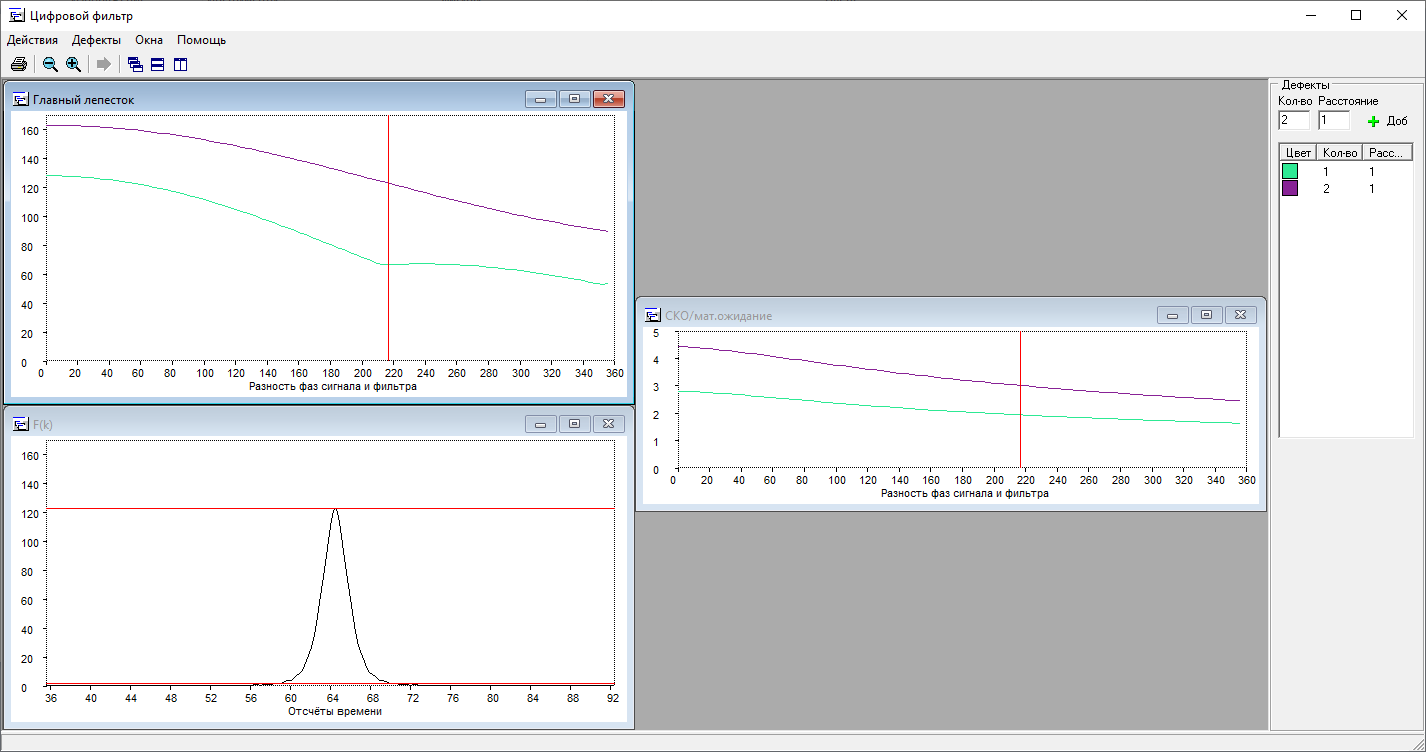 Цифровой фильтр
Действия Дефекты Окна Помощь
Главный лепесток
160
140
120
100
80
60
40
20
0
0 20 40 60 80 100 120 140 160 180 200 220 240 260 280 300 320 340 360
Разность фаз сигнала и фильтра
F(k)
160
140
120
100
80
60
40
20
0
36 40 44 48 52 56 60 64 68 72 76 80 84 88 92
Отсчёты времени
СКО/мат.ожидание
5
4
3
2
1
0
0 20 40 60 80 100 120 140 160 180 200 220 240 260 280 300 320 340 360
Разность фаз сигнала и фильтра
Дефекты
Кол-во Расстояние
2 1 Доб
Цвет Кол-во Расс...
1 1
2 1